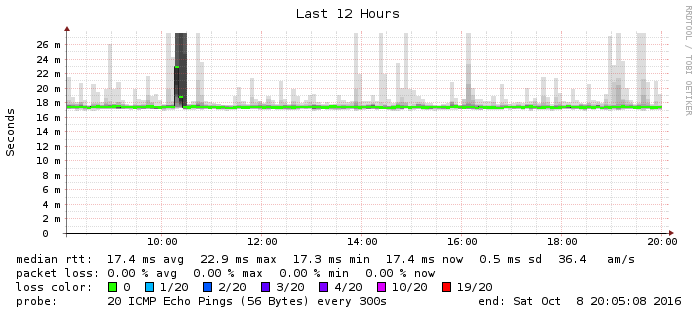 Last 12 Hours
RRDTOOL / TOBI OETIKER
Seconds
26 m
24 m
22 m
20 m
18 m
16 m
14 m
12 m
10 m
8 m
6 m
4 m
2 m
0
10:00 12:00 14:00 16:00 18:00 20:00
median rtt: 17.4 ms avg 22.9 ms max 17.3 ms min 17.4 ms now 0.5 ms sd 36.4 am/s
packet loss: 0.00 % avg 0.00 % max 0.00 % min 0.00 % now
loss color: 0 1/20 2/20 3/20 4/20 10/20 19/20
probe: 20 ICMP Echo Pings (56 Bytes) every 300s end: Sat Oct 8 20:05:08 2016